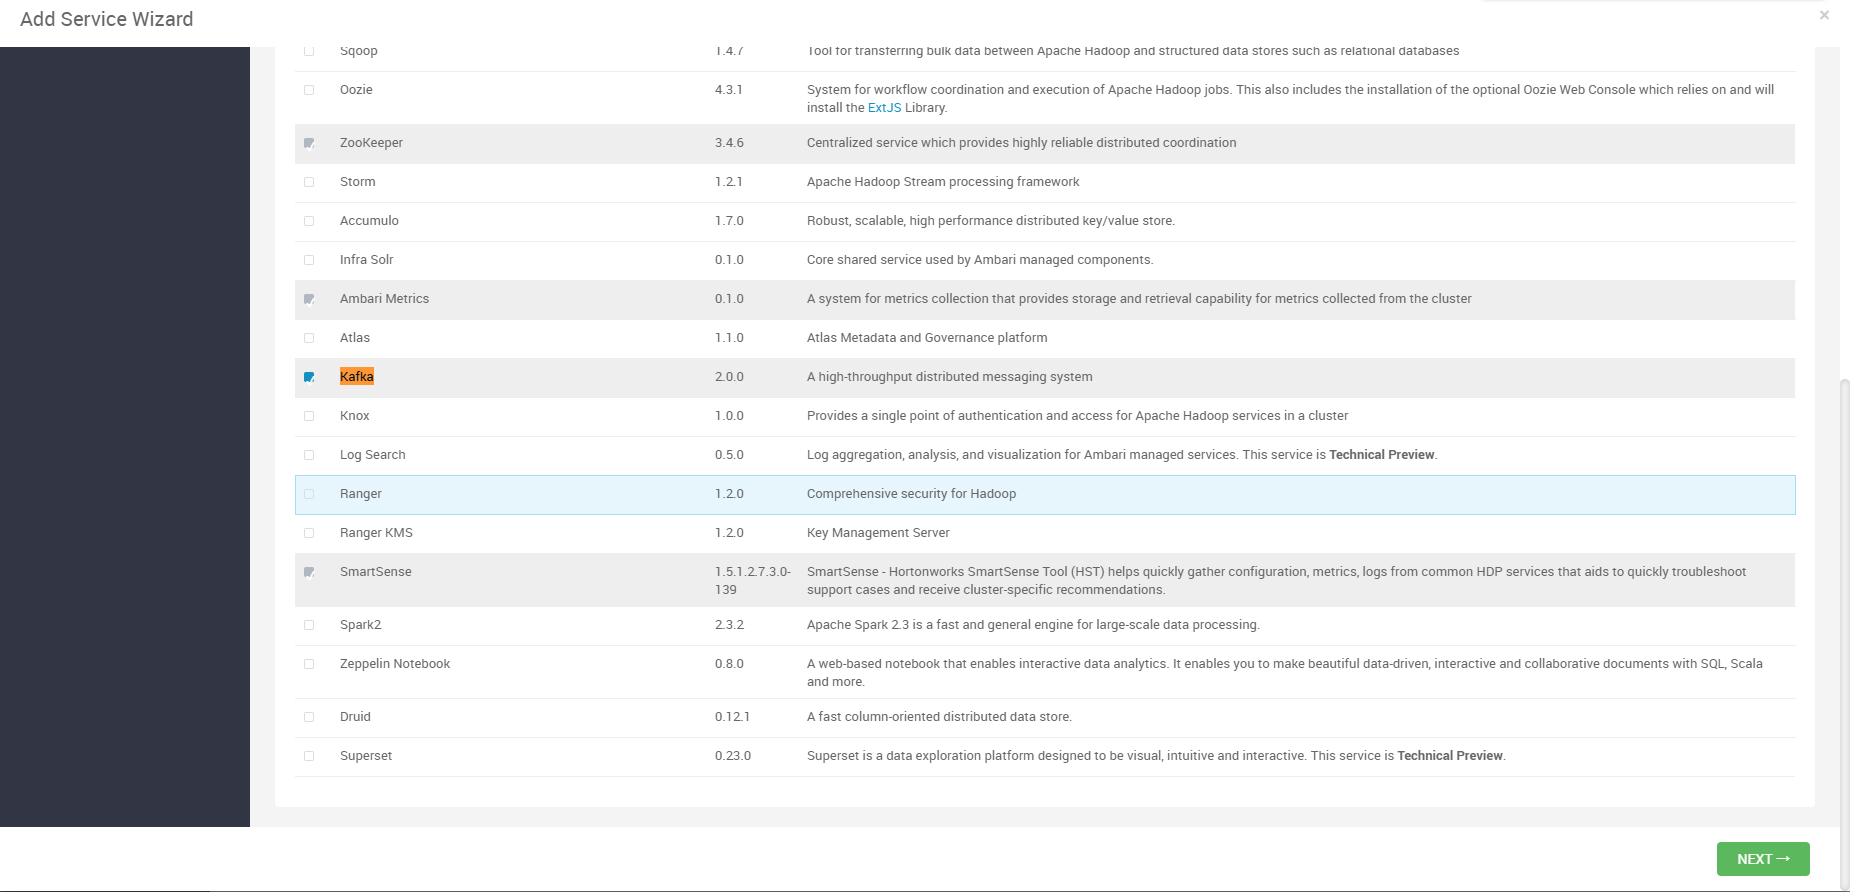 Add Service Wizard
×
Sqoop 1.4.7 Tool for transferring bulk data between Apache Hadoop and structured data stores such as relational databases
Oozie 4.3.1 System for workflow coordination and execution of Apache Hadoop jobs. This also includes the installation of the optional Oozie Web Console which relies on and will
install the ExtJS Library.
ZooKeeper 3.4.6 Centralized service which provides highly reliable distributed coordination
Storm 1.2.1 Apache Hadoop Stream processing framework
Accumulo 1.7.0 Robust, scalable, high performance distributed key/value store.
Infra Solr 0.1.0 Core shared service used by Ambari managed components.
Ambari Metrics 0.1.0 A system for metrics collection that provides storage and retrieval capability for metrics collected from the cluster
Atlas 1.1.0 Atlas Metadata and Governance platform
Kafka 2.0.0 A high-throughput distributed messaging system
Knox 1.0.0 Provides a single point of authentication and access for Apache Hadoop services in a cluster
Log Search 0.5.0 Log aggregation, analysis, and visualization for Ambari managed services. This service is Technical Preview.
Ranger 1.2.0 Comprehensive security for Hadoop
Ranger KMS 1.2.0 Key Management Server
SmartSense 1.5.1.2.7.3.0- SmartSense - Hortonworks SmartSense Tool (HST) helps quickly gather configuration, metrics, logs from common HDP services that aids to quickly troubleshoot
139 support cases and receive cluster-specific recommendations.
Spark2 2.3.2 Apache Spark 2.3 is a fast and general engine for large-scale data processing.
Zeppelin Notebook 0.8.0 A web-based notebook that enables interactive data analytics. It enables you to make beautiful data-driven, interactive and collaborative documents with SQL, Scala
and more.
Druid 0.12.1 A fast column-oriented distributed data store.
Superset 0.23.0 Superset is a data exploration platform designed to be visual, intuitive and interactive. This service is Technical Preview.
NEXT →